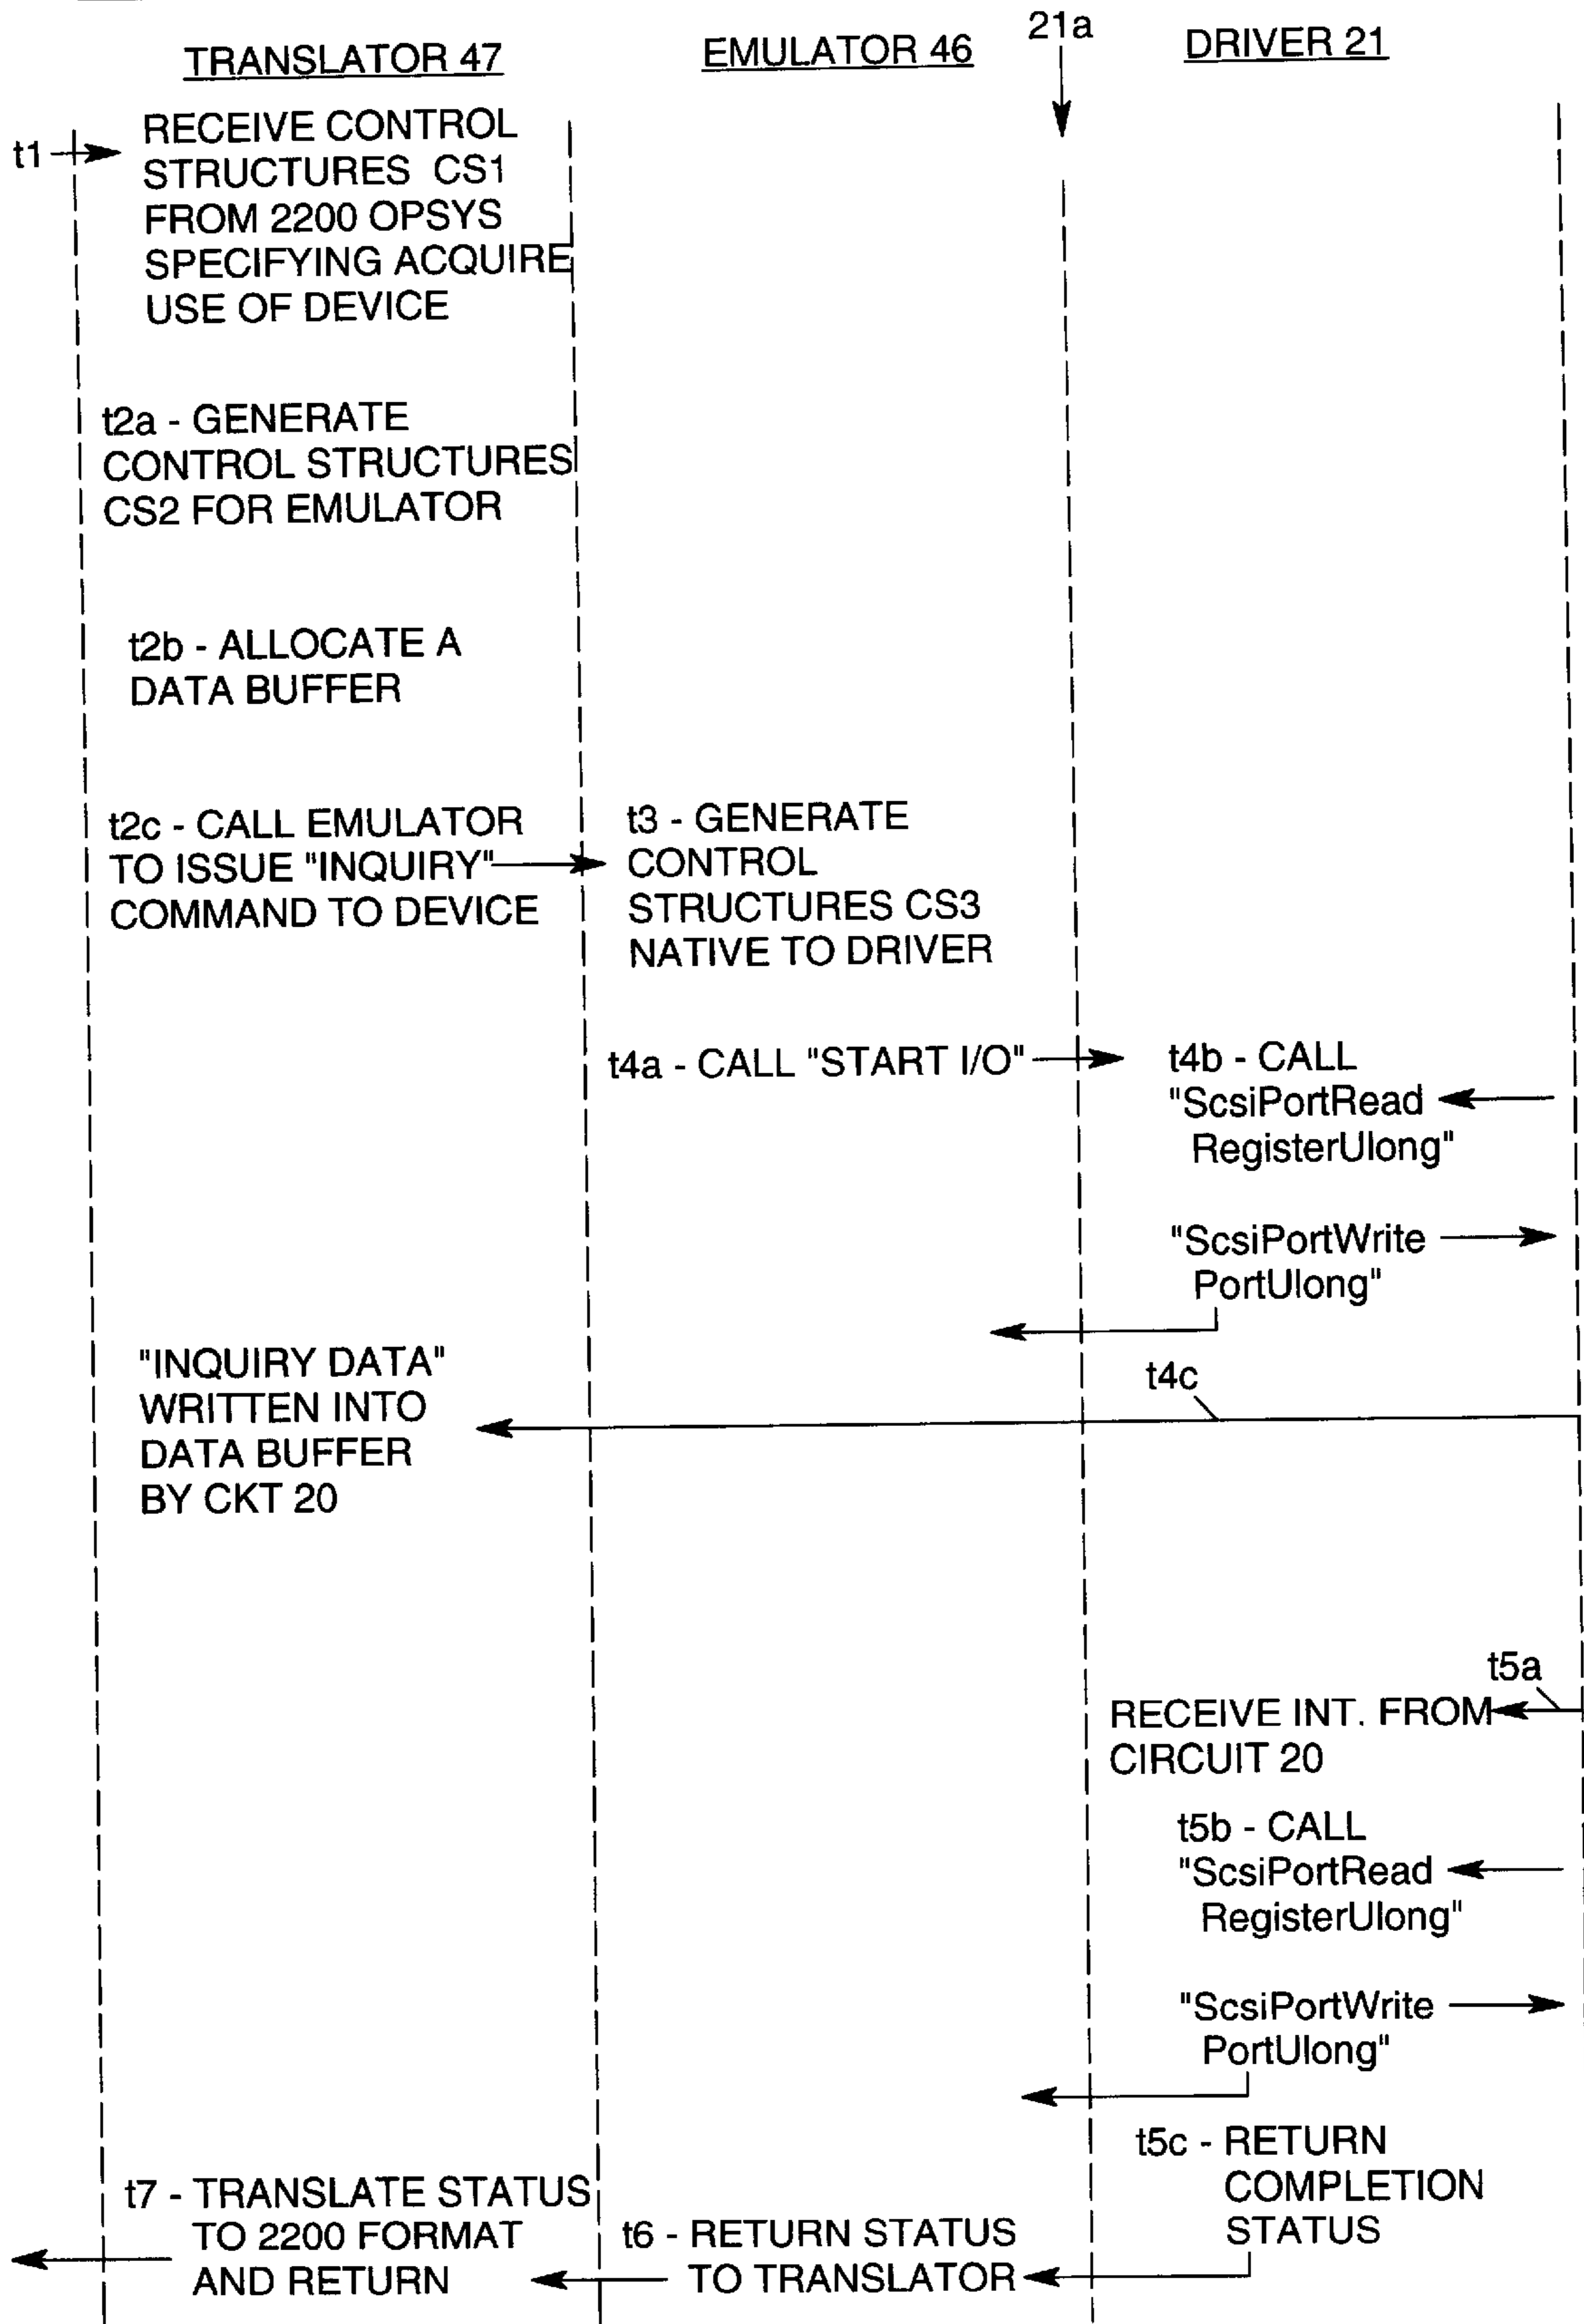 TRANSLATOR 47
EMULATOR 46
21a
DRIVER 21
t1
RECEIVE CONTROL
STRUCTURES CS1
FROM 2200 OPSYS
SPECIFYING ACQUIRE
USE OF DEVICE
t2a - GENERATE
CONTROL STRUCTURES
CS2 FOR EMULATOR
t2b - ALLOCATE A
DATA BUFFER
t2c - CALL EMULATOR
TO ISSUE "INQUIRY"
COMMAND TO DEVICE
t3 - GENERATE
CONTROL
STRUCTURES CS3
NATIVE TO DRIVER
t4a - CALL "START I/O"
t4b - CALL
"ScsiPortRead
RegisterUlong"
"ScsiPortWrite
PortUlong"
"INQUIRY DATA"
WRITTEN INTO
DATA BUFFER
BY CKT 20
t4c
t5a
RECEIVE INT. FROM
CIRCUIT 20
t5b - CALL
"ScsiPortRead
RegisterUlong"
"ScsiPortWrite
PortUlong"
t5c - RETURN
COMPLETION
STATUS
t6 - RETURN STATUS
TO TRANSLATOR
t7 - TRANSLATE STATUS
TO 2200 FORMAT
AND RETURN